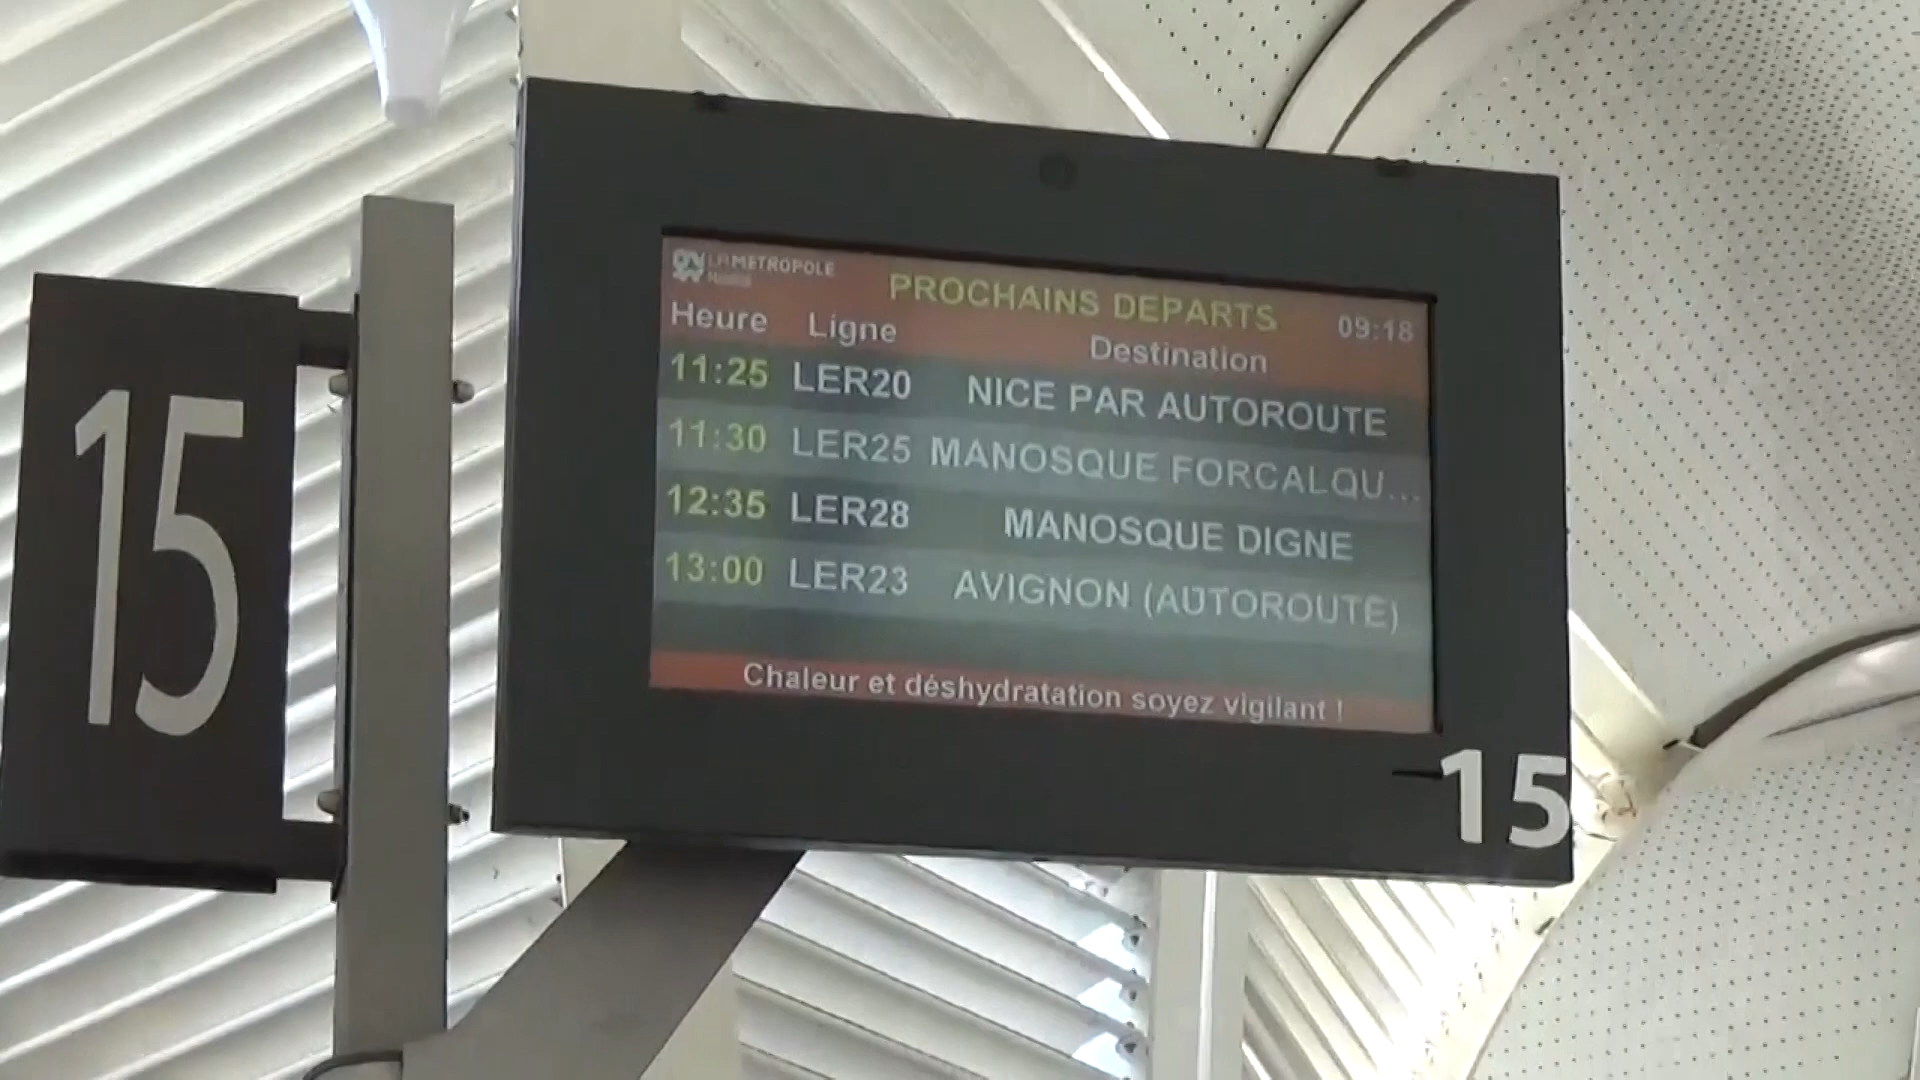 15
LAMETROPOLE
PROCHAINS DEPARTS
09:18
Heure Ligne Destination
11:25 LER20 NICE PAR AUTOROUTE
11:30 LER25 MANOSQUE FORCALQU...
12:35 LER28 MANOSQUE DIGNE
13:00 LER23 AVIGNON (AUTOROUTE)
Chaleur et déshydratation soyez vigilant !
15